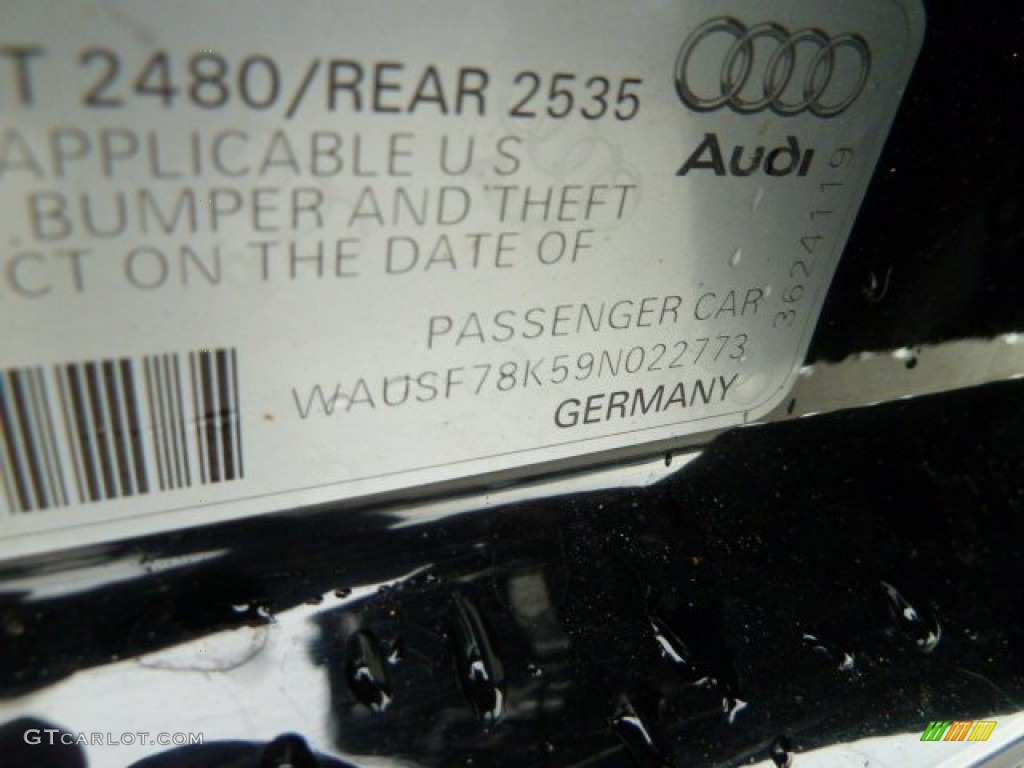 T 2480/REAR 2535
APPLICABLE U.S
BUMPER AND THEFT
CT ON THE DATE OF
PASSENGER CAR
WAUSF78K59N022773
GERMANY
Audi
3624119
GTCARLOT.COM